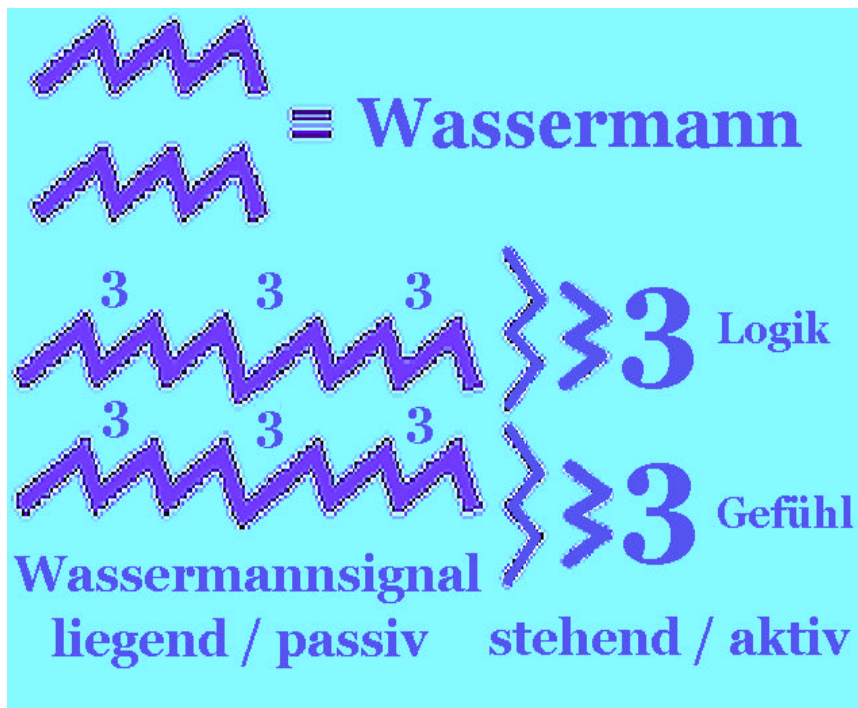 = Wassermann
3 3 3
3 Logik
3 3 3
3 Gefühl
Wassermannsignal
liegend / passiv stehend / aktiv